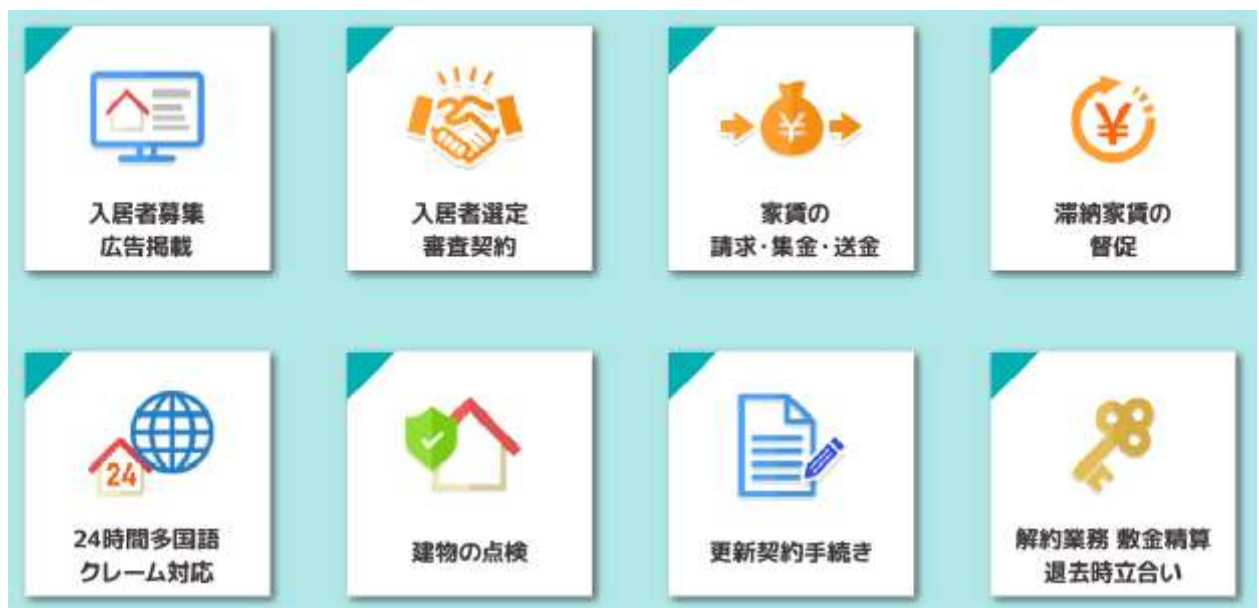 入居者募集
広告掲載
入居者選定
審査契約
家賃の
請求・集金・送金
滞納家賃の
督促
24時間多国語
クレーム対応
建物の点検
更新契約手続き
解約業務 敷金精算
退去時立合い
¥
¥
24